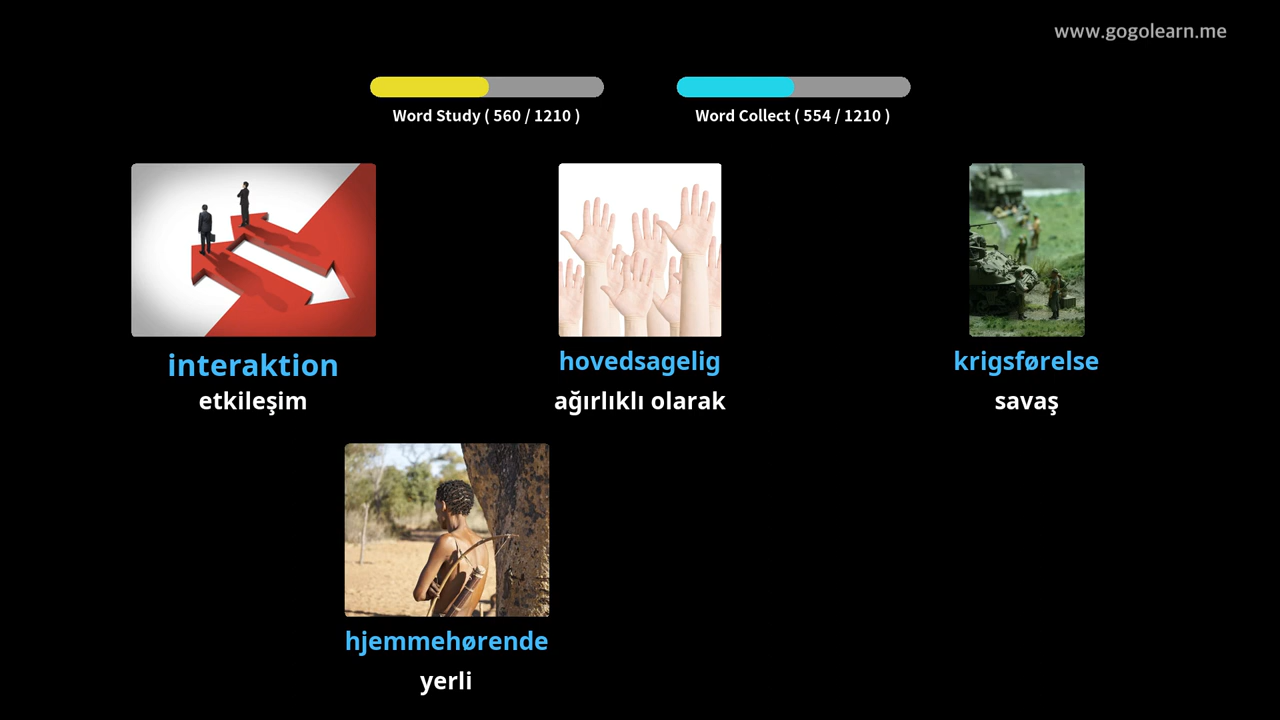 www.gogolearn.me
Word Study ( 560 / 1210 )
Word Collect ( 554 / 1210 )
interaktion
etkileşim
hovedsagelig
ağırlıklı olarak
krigsførelse
savaş
hjemmehørende
yerli